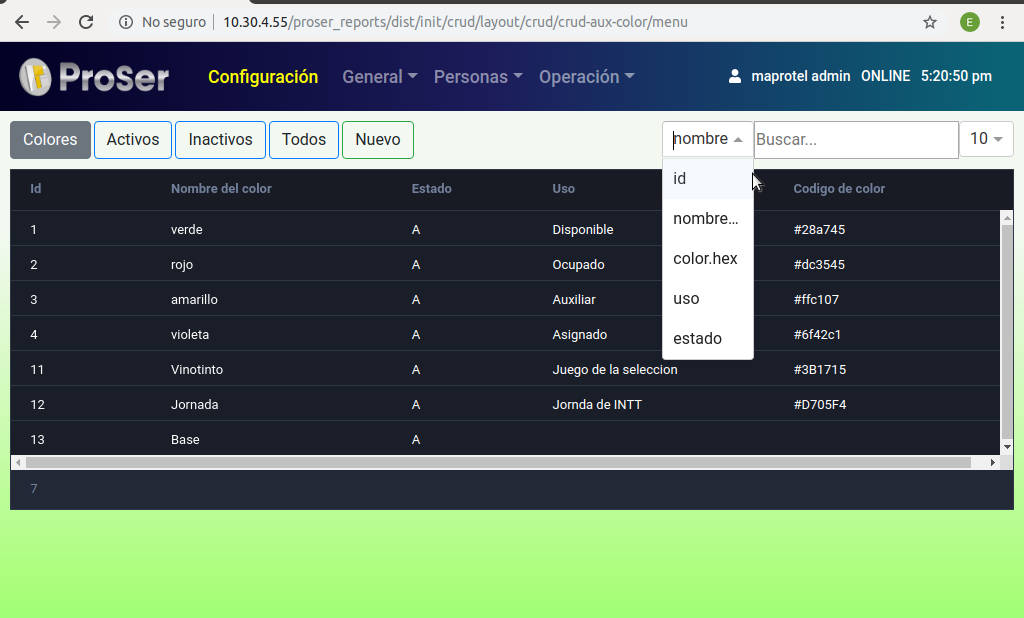 No seguro 10.30.4.55/proser_reports/dist/init/crud/layout/crud/crud-aux-color/menu E
ProSer Configuración General Personas Operación maprotel admin ONLINE 5:20:50 pm
Colores Activos Inactivos Todos Nuevo nombre Buscar... 10
id
nombre...
color.hex
uso
estado
Id Nombre del color Estado Uso Codigo de color
1 verde A Disponible #28a745
2 rojo A Ocupado #dc3545
3 amarillo A Auxiliar #ffc107
4 violeta A Asignado #6f42c1
11 Vinotinto A Juego de la seleccion #3B1715
12 Jornada A Jornda de INTT #D705F4
13 Base A
7